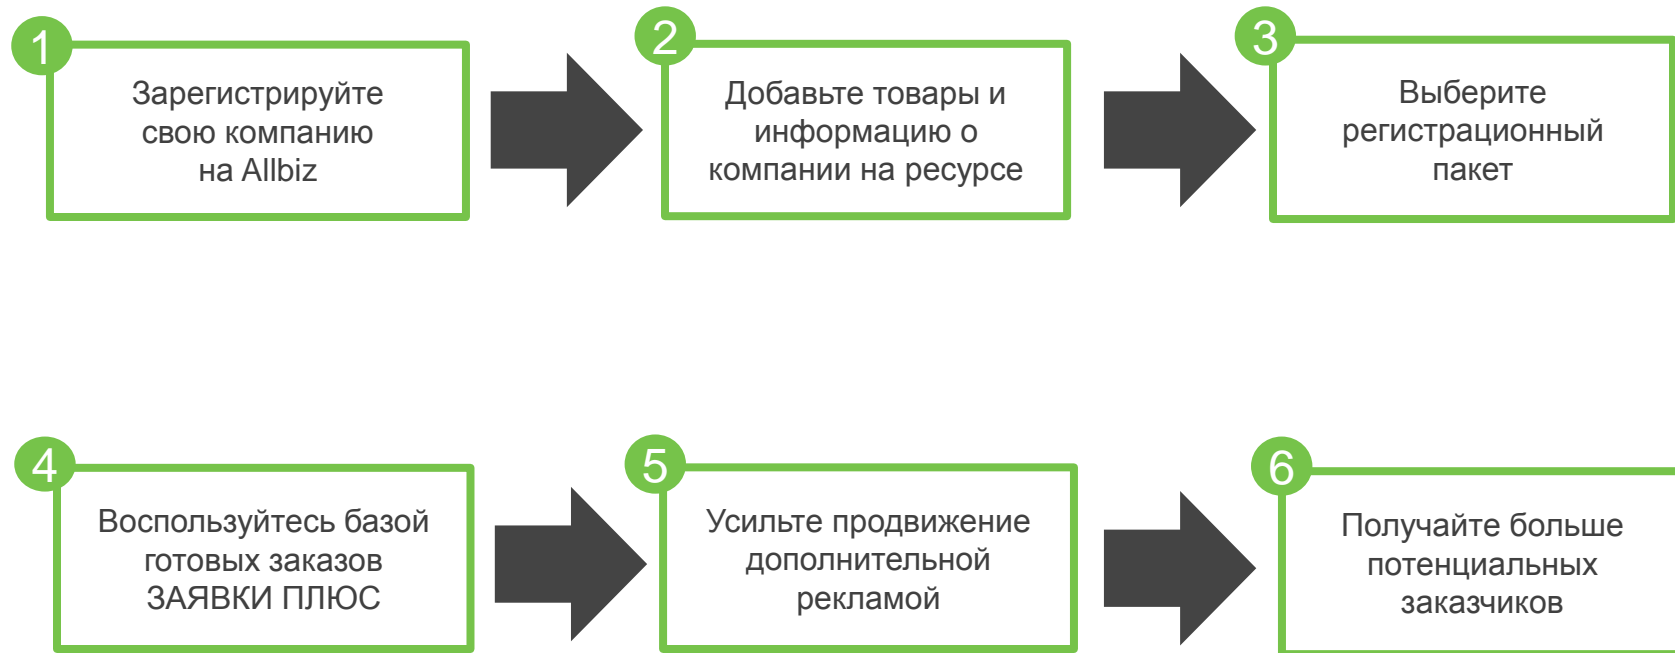 1
Зарегистрируйте
свою компанию
на Allbiz
2
Добавьте товары и
информацию о
компании на ресурсе
3
Выберите
регистрационный
пакет
4
Воспользуйтесь базой
готовых заказов
ЗАЯВКИ ПЛЮС
5
Усильте продвижение
дополнительной
рекламой
6
Получайте больше
потенциальных
заказчиков